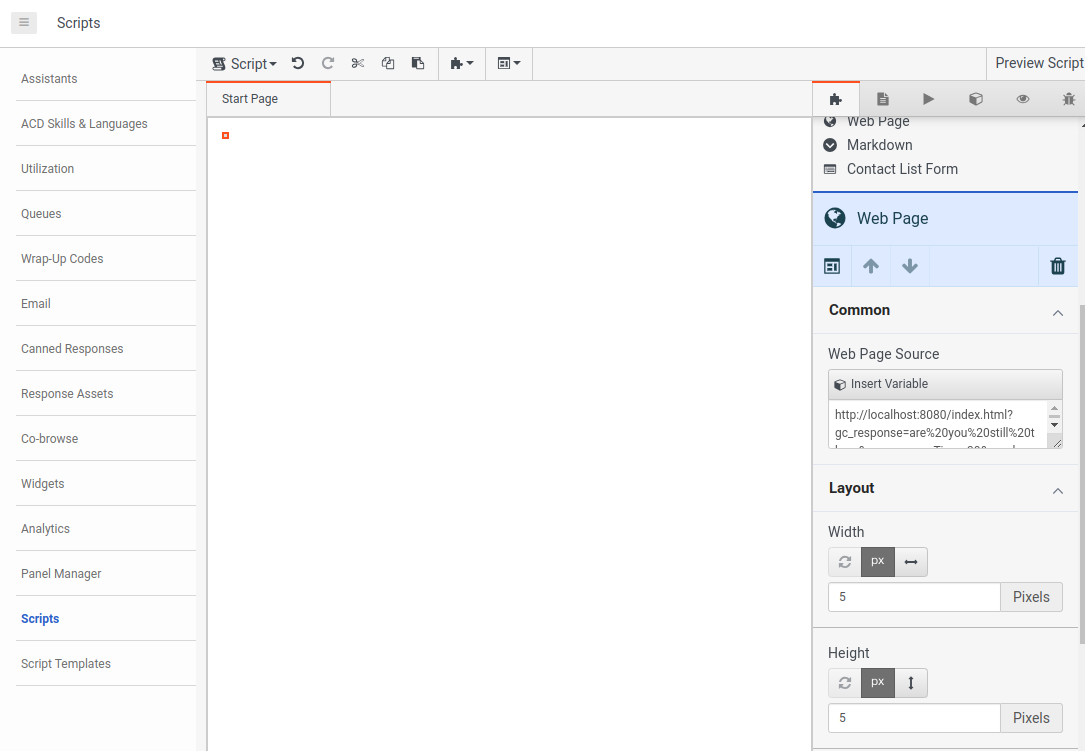 Scripts
Assistants
ACD Skills & Languages
Utilization
Queues
Wrap-Up Codes
Email
Canned Responses
Response Assets
Co-browse
Widgets
Analytics
Panel Manager
Scripts
Script Templates
Script
Preview Script
Start Page
Web Page
Markdown
Contact List Form
Web Page
Common
Web Page Source
Insert Variable
http://localhost:8080/index.html?
gc_response=are%20you%20still%20t
Layout
Width
px
5 Pixels
Height
px
5 Pixels